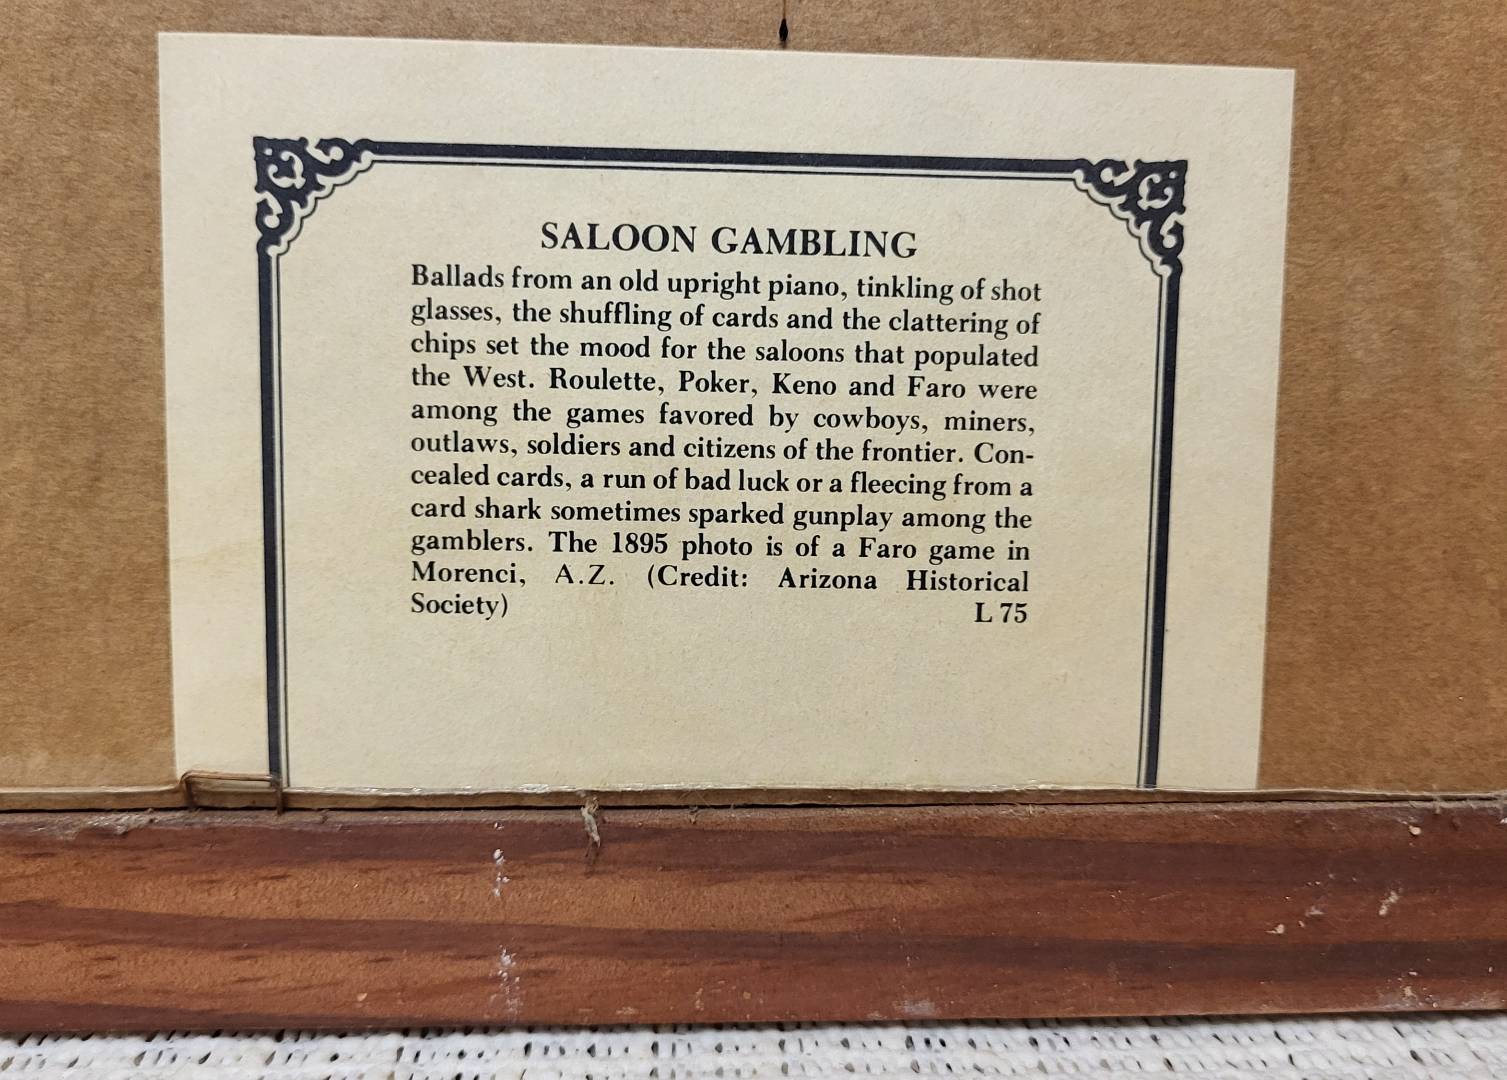 SALOON GAMBLING
Ballads from an old upright piano, tinkling of shot
glasses, the shuffling of cards and the clattering of
chips set the mood for the saloons that populated
the West. Roulette, Poker, Keno and Faro were
among the games favored by cowboys, miners,
outlaws, soldiers and citizens of the frontier. Con-
cealed cards, a run of bad luck or a fleecing from a
card shark sometimes sparked gunplay among the
gamblers. The 1895 photo is of a Faro game in
Morenci, A.Z. (Credit: Arizona Historical
Society) L 75